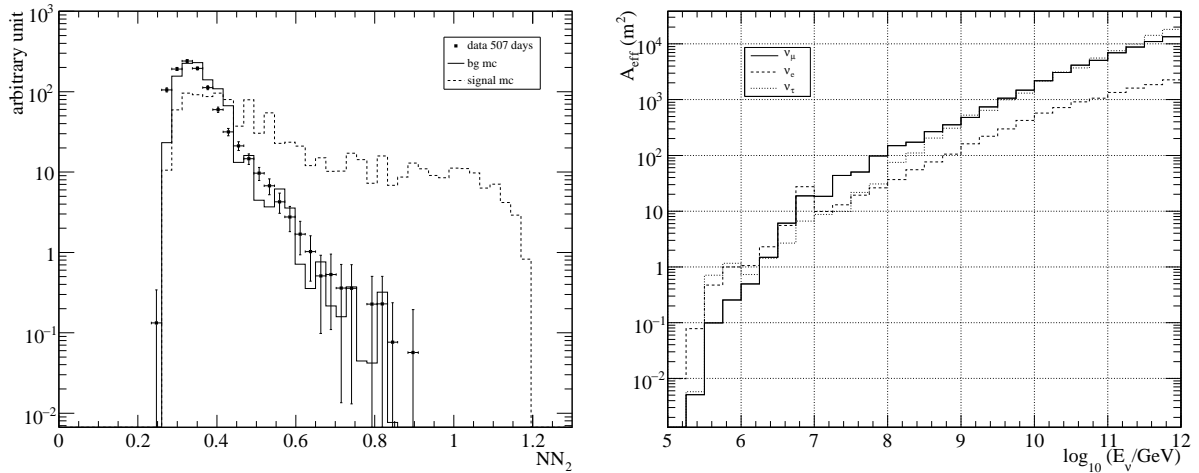 arbitrary unit
10³
10²
10
1
10⁻¹
10⁻²
0
0.2
0.4
0.6
0.8
1
1.2
NN₂
data 507 days
bg mc
signal mc
A_eff (m²)
10⁴
10³
10²
10
1
10⁻¹
10⁻²
5
6
7
8
9
10
11
12
log₁₀ (E_ν/GeV)
ν_μ
ν_e
ν_τ